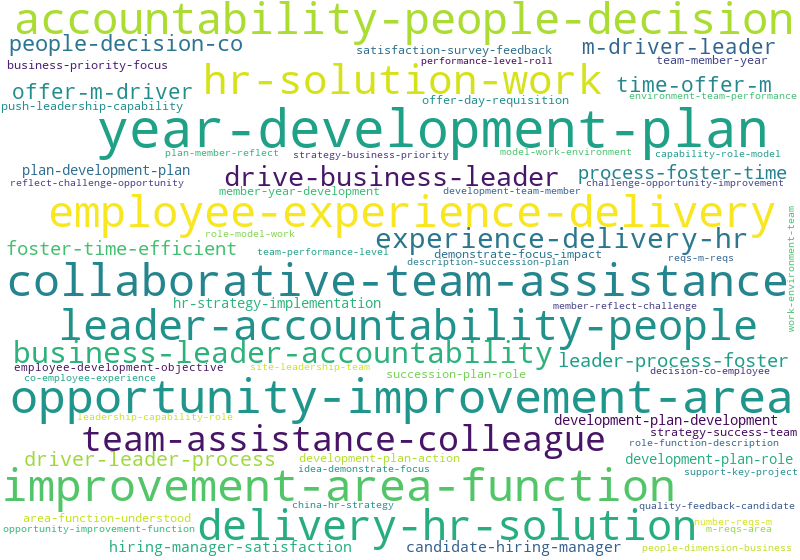 accountability-people-decision
people-decision-co
satisfaction-survey-feedback
m-driver-leader
business-priority-focus
performance-level-roll
team-member-year
hr-solution-work
offer-m-driver
time-offer-m
push-leadership-capability
offer-day-requisition
environment-team-performance
year-development-plan
plan-member-reflect
strategy-business-priority
model-work-environment
capability-role-model
plan-development-plan
drive-business-leader
process-foster-time
reflect-challenge-opportunity
member-year-development
development-team-member
challenge-opportunity-improvement
employee-experience-delivery
work-environment-team
role-model-work
experience-delivery-hr
foster-time-efficient
team-performance-level
demonstrate-focus-impact
description-succession-plan
reqs-m-reqs
collaborative-team-assistance
hr-strategy-implementation
member-reflect-challenge
leader-accountability-people
business-leader-accountability
leader-process-foster
employee-development-objective
site-leadership-team
succession-plan-role
decision-co-employee
co-employee-experience
opportunity-improvement-area
leadership-capability-role
development-plan-development
team-assistance-colleague
strategy-success-team
role-function-description
driver-leader-process
development-plan-action
development-plan-role
idea-demonstrate-focus
support-key-project
improvement-area-function
china-hr-strategy
quality-feedback-candidate
area-function-understood
delivery-hr-solution
number-reqs-m
opportunity-improvement-function
m-reqs-area
hiring-manager-satisfaction
candidate-hiring-manager
people-dimension-business